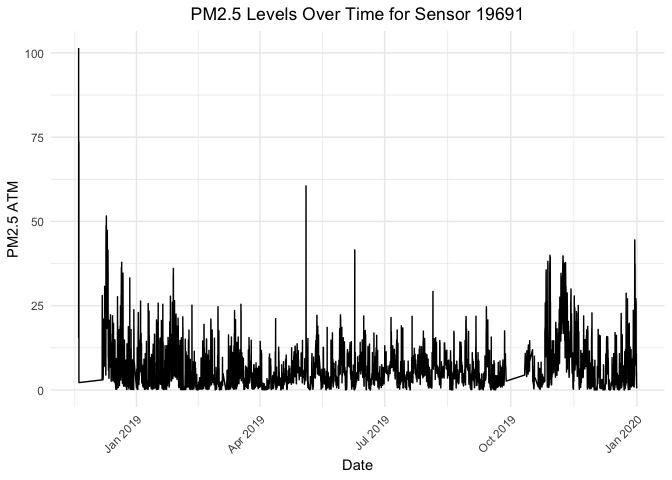 PM2.5 Levels Over Time for Sensor 19691
100
75
50
25
0
PM2.5 ATM
Jan 2019
Apr 2019
Jul 2019
Oct 2019
Jan 2020
Date